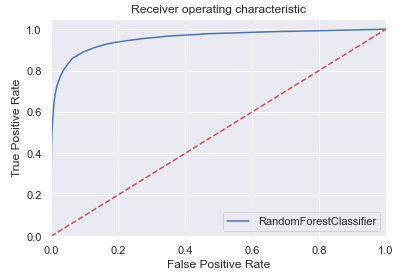 Receiver operating characteristic
True Positive Rate
1.0
0.8
0.6
0.4
0.2
0.0
RandomForestClassifier
0.0 0.2 0.4 0.6 0.8 1.0
False Positive Rate